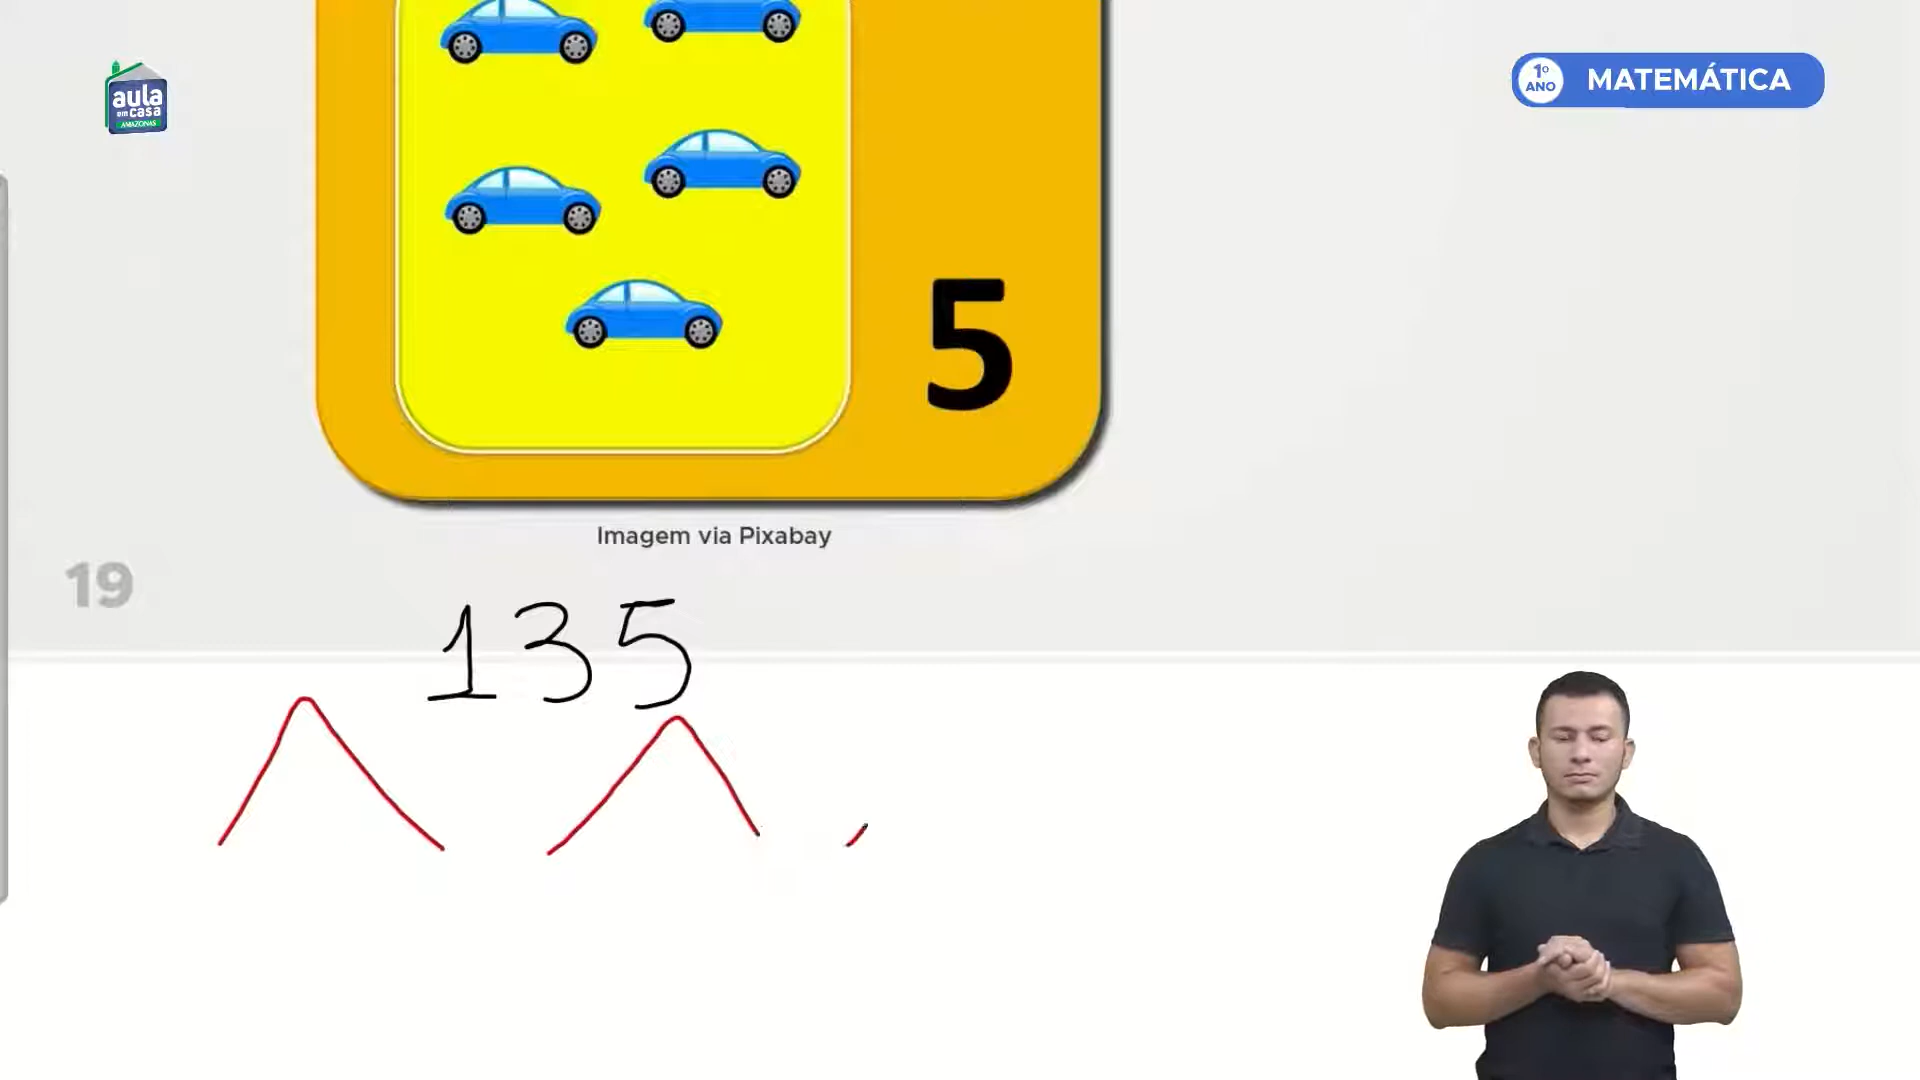 aula
em casa
AMAZONAS
1º
ANO
MATEMÁTICA
5
Imagem via Pixabay
19
135